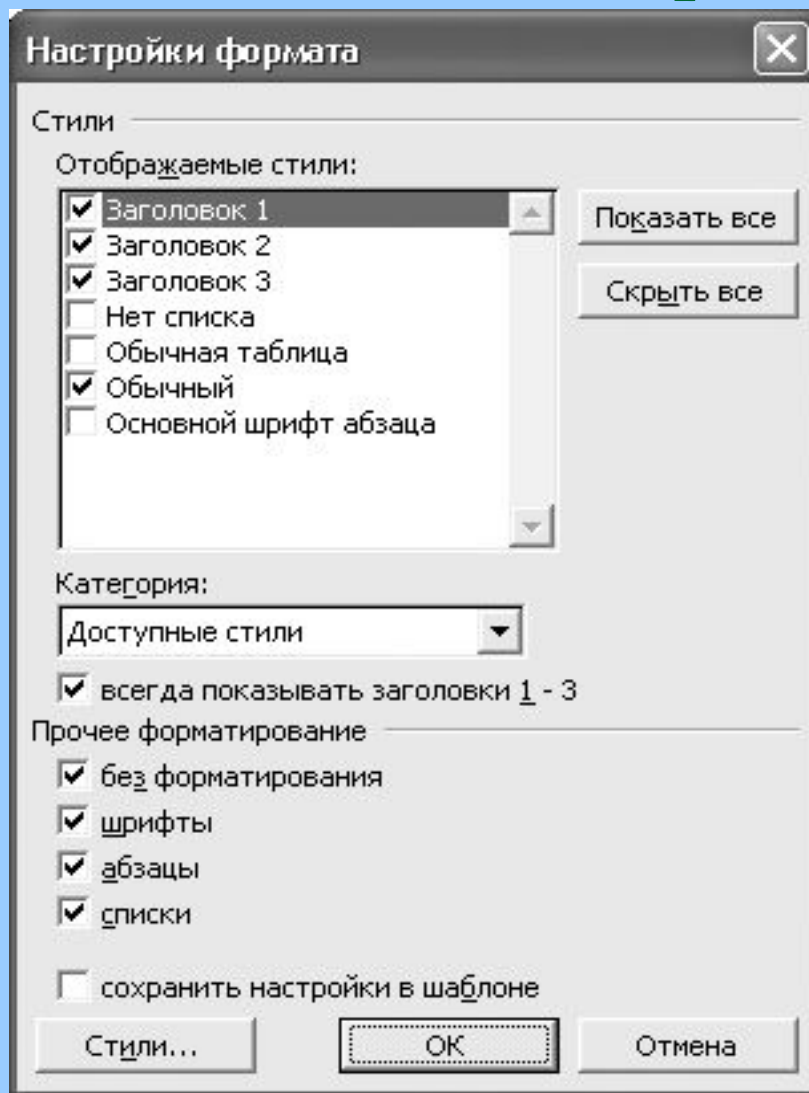 Настройки формата
Стили
Отображаемые стили:
Заголовок 1
Показать все
Заголовок 2
Заголовок 3
Скрыть все
Нет списка
Обычная таблица
Обычный
Основной шрифт абзаца
Категория:
Доступные стили
всегда показывать заголовки 1 - 3
Прочее форматирование
без форматирования
шрифты
абзацы
списки
сохранить настройки в шаблоне
Стили... ОК Отмена